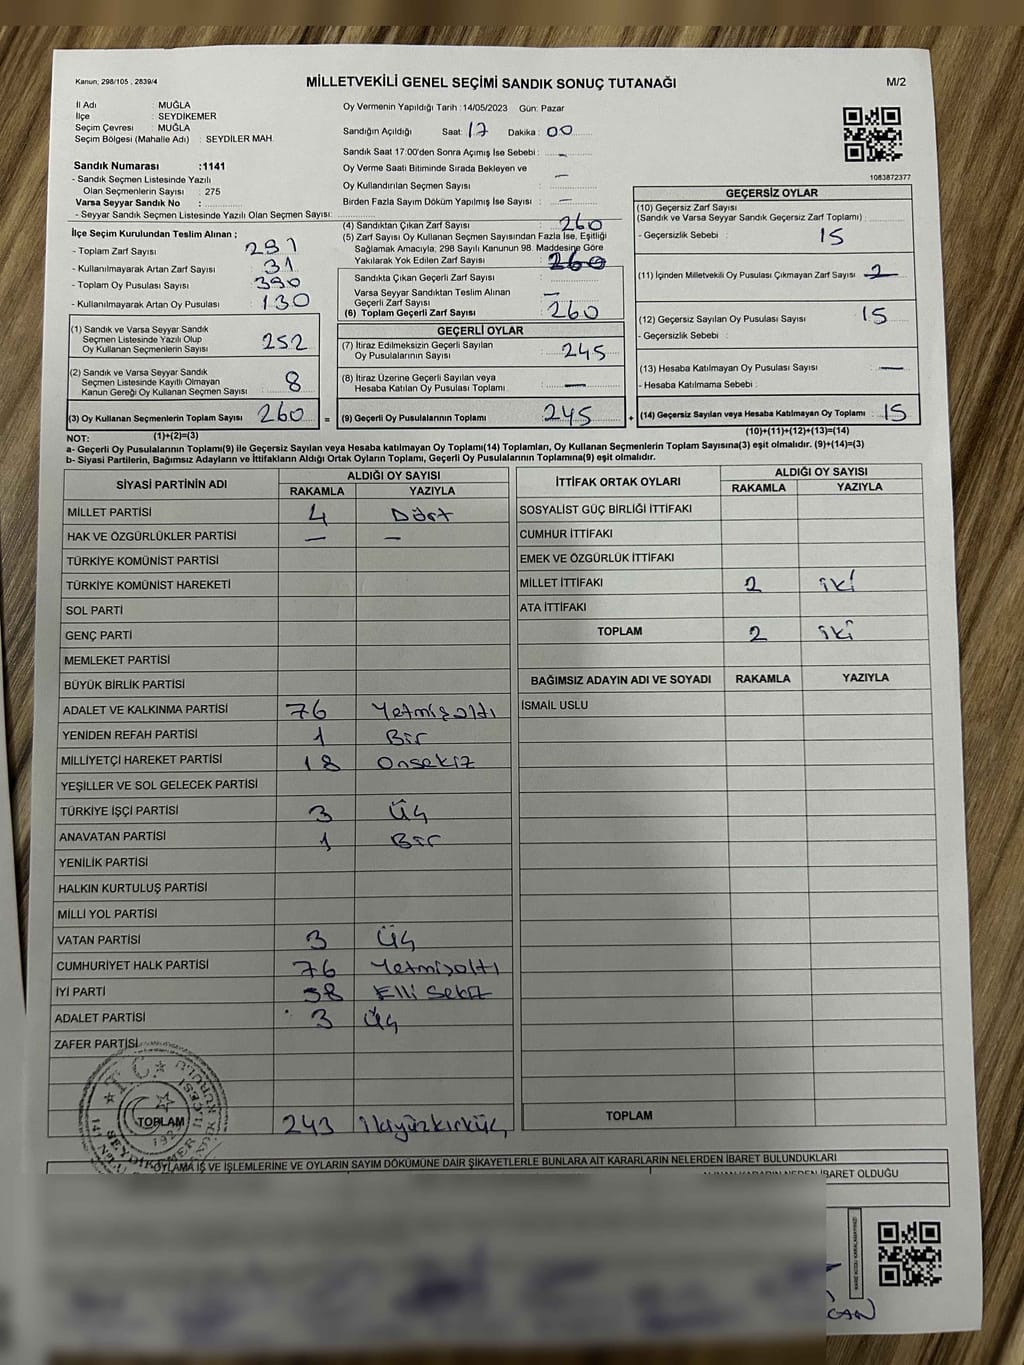 Kanun: 298/105 , 2839/4
MİLLETVEKİLİ GENEL SEÇİMİ SANDIK SONUÇ TUTANAĞI
M/2
İl Adı : MUĞLA
İlçe : SEYDİKEMER
Seçim Çevresi : MUĞLA
Seçim Bölgesi (Mahalle Adı) : SEYDİLER MAH.
Sandık Numarası :1141
- Sandık Seçmen Listesinde Yazılı
Olan Seçmenlerin Sayısı : 275
Varsa Seyyar Sandık No :
- Seyyar Sandık Seçmen Listesinde Yazılı Olan Seçmen Sayısı:
Oy Vermenin Yapıldığı Tarih : 14/05/2023 Gün: Pazar
Sandığın Açıldığı Saat: 17 Dakika : 00
Sandık Saat 17:00'den Sonra Açımış İse Sebebi : —
Oy Verme Saati Bitiminde Sırada Bekleyen ve
Oy Kullandırılan Seçmen Sayısı : —
Birden Fazla Sayım Döküm Yapılmış İse Sayısı : —
1083872377
İlçe Seçim Kurulundan Teslim Alınan ;
- Toplam Zarf Sayısı : 291
- Kullanılmayarak Artan Zarf Sayısı : 31
- Toplam Oy Pusulası Sayısı : 390
- Kullanılmayarak Artan Oy Pusulası : 130
(4) Sandıktan Çıkan Zarf Sayısı : 260
(5) Zarf Sayısı Oy Kullanan Seçmen Sayısından Fazla İse, Eşitliği
Sağlamak Amacıyla, 298 Sayılı Kanunun 98. Maddesine Göre
Yakılarak Yok Edilen Zarf Sayısı : 260
Sandıkta Çıkan Geçerli Zarf Sayısı :
Varsa Seyyar Sandıktan Teslim Alınan
Geçerli Zarf Sayısı : —
(6) Toplam Geçerli Zarf Sayısı : 260
GEÇERSİZ OYLAR
(10) Geçersiz Zarf Sayısı
(Sandık ve Varsa Seyyar Sandık Geçersiz Zarf Toplamı) :
- Geçersizlik Sebebi : 15
(11) İçinden Milletvekili Oy Pusulası Çıkmayan Zarf Sayısı :
(12) Geçersiz Sayılan Oy Pusulası Sayısı : 15
- Geçersizlik Sebebi :
(13) Hesaba Katılmayan Oy Pusulası Sayısı : —
- Hesaba Katılmama Sebebi :
(1) Sandık ve Varsa Seyyar Sandık
Seçmen Listesinde Yazılı Olup
Oy Kullanan Seçmenlerin Sayısı : 252
(2) Sandık ve Varsa Seyyar Sandık
Seçmen Listesinde Kayıtlı Olmayan
Kanun Gereği Oy Kullanan Seçmen Sayısı : 8
GEÇERLİ OYLAR
(7) İtiraz Edilmeksizin Geçerli Sayılan
Oy Pusulalarının Sayısı : 245
(8) İtiraz Üzerine Geçerli Sayılan veya
Hesaba Katılan Oy Pusulası Toplamı : —
(3) Oy Kullanan Seçmenlerin Toplam Sayısı : 260 = (9) Geçerli Oy Pusulalarının Toplamı : 245 + (14) Geçersiz Sayılan veya Hesaba Katılmayan Oy Toplamı : 15
NOT: (1)+(2)=(3) (10)+(11)+(12)+(13)=(14)
a- Geçerli Oy Pusulalarının Toplamı(9) ile Geçersiz Sayılan veya Hesaba katılmayan Oy Toplamı(14) Toplamları, Oy Kullanan Seçmenlerin Toplam Sayısına(3) eşit olmalıdır. (9)+(14)=(3)
b- Siyasi Partilerin, Bağımsız Adayların ve İttifakların Aldığı Ortak Oyların Toplamı, Geçerli Oy Pusulalarının Toplamına(9) eşit olmalıdır.
SİYASİ PARTİNİN ADI ALDIĞI OY SAYISI
RAKAMLA YAZIYLA
MİLLET PARTİSİ 4 Dört
HAK VE ÖZGÜRLÜKLER PARTİSİ — —
TÜRKİYE KOMÜNİST PARTİSİ
TÜRKİYE KOMÜNİST HAREKETİ
SOL PARTİ
GENÇ PARTİ
MEMLEKET PARTİSİ
BÜYÜK BİRLİK PARTİSİ
ADALET VE KALKINMA PARTİSİ 76 Yetmişaltı
YENİDEN REFAH PARTİSİ 1 Bir
MİLLİYETÇİ HAREKET PARTİSİ 18 Onsekiz
YEŞİLLER VE SOL GELECEK PARTİSİ
TÜRKİYE İŞÇİ PARTİSİ 3 Üç
ANAVATAN PARTİSİ 1 Bir
YENİLİK PARTİSİ
HALKIN KURTULUŞ PARTİSİ
MİLLİ YOL PARTİSİ
VATAN PARTİSİ 3 Üç
CUMHURİYET HALK PARTİSİ 76 Yetmişaltı
İYİ PARTİ 58 Elli Sekiz
ADALET PARTİSİ 3 Üç
ZAFER PARTİSİ
TOPLAM 243 İkiyüzkırküç
İTTİFAK ORTAK OYLARI ALDIĞI OY SAYISI
RAKAMLA YAZIYLA
SOSYALİST GÜÇ BİRLİĞİ İTTİFAKI
CUMHUR İTTİFAKI
EMEK VE ÖZGÜRLÜK İTTİFAKI
MİLLET İTTİFAKI 2 iki
ATA İTTİFAKI
TOPLAM 2 iki
BAĞIMSIZ ADAYIN ADI VE SOYADI RAKAMLA YAZIYLA
İSMAİL USLU
TOPLAM
T.C.
SEYDİKEMER
OYLAMA İŞ VE İŞLEMLERİNE VE OYLARIN SAYIM DÖKÜMÜNE DAİR ŞİKAYETLERLE BUNLARA AİT KARARLARIN NELERDEN İBARET BULUNDUKLARI
İBARET OLDUĞU